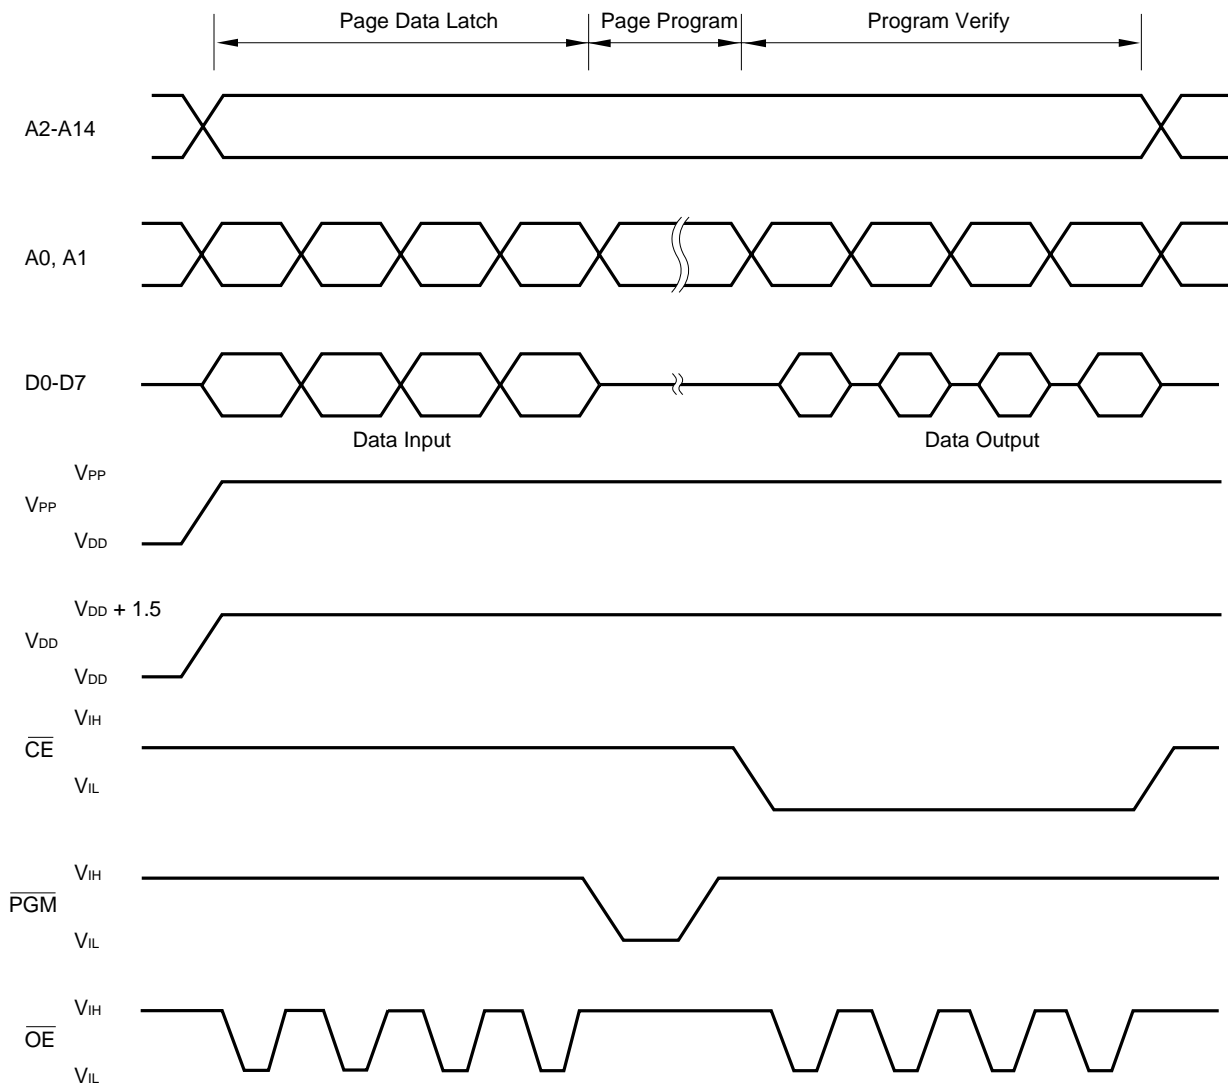 Page Data Latch Page Program Program Verify
A2-A14
A0, A1
D0-D7
Data Input Data Output
VPP
VPP
VDD
VDD + 1.5
VDD
VDD
VIH
CE
VIL
VIH
PGM
VIL
VIH
OE
VIL